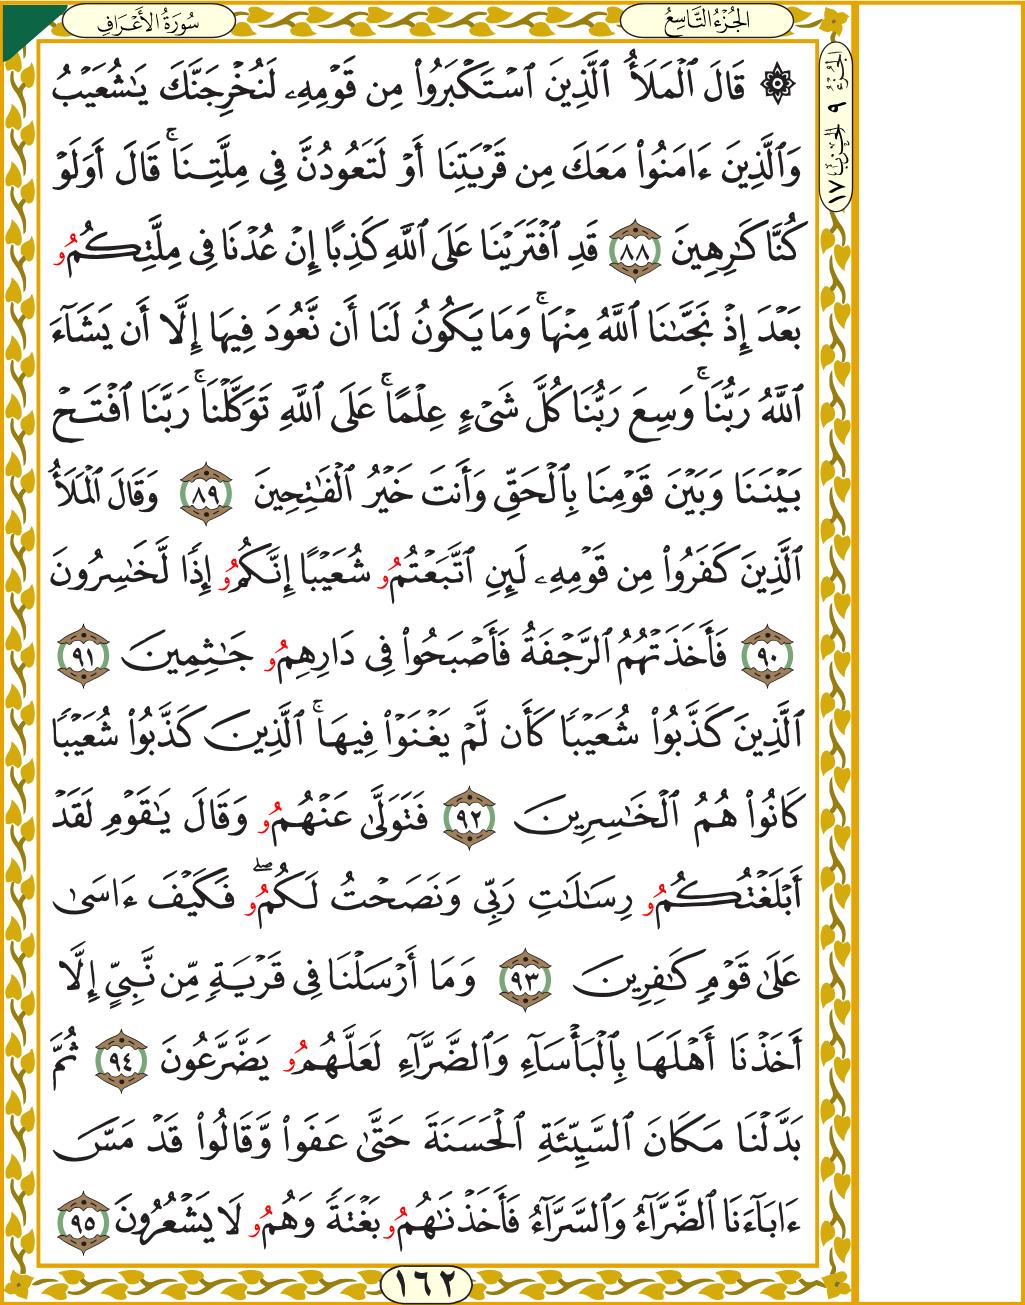 سُورَةُ الأَعْرَافِ
الجُزْءُ التَّاسِعُ
الجُزْءُ ٩ الحِزْبُ ١٧
۞ قَالَ ٱلْمَلَأُ ٱلَّذِينَ ٱسْتَكْبَرُوا۟ مِن قَوْمِهِۦ لَنُخْرِجَنَّكَ يَـٰشُعَيْبُ
وَٱلَّذِينَ ءَامَنُوا۟ مَعَكَ مِن قَرْيَتِنَا أَوْ لَتَعُودُنَّ فِى مِلَّتِنَا ۚ قَالَ أَوَلَوْ
كُنَّا كَـٰرِهِينَ ٨٨ قَدِ ٱفْتَرَيْنَا عَلَى ٱللَّهِ كَذِبًا إِنْ عُدْنَا فِى مِلَّتِكُمُو
بَعْدَ إِذْ نَجَّىٰنَا ٱللَّهُ مِنْهَا ۚ وَمَا يَكُونُ لَنَا أَن نَّعُودَ فِيهَا إِلَّا أَن يَشَآءَ
ٱللَّهُ رَبُّنَا ۚ وَسِعَ رَبُّنَا كُلَّ شَىْءٍ عِلْمًا ۚ عَلَى ٱللَّهِ تَوَكَّلْنَا ۚ رَبَّنَا ٱفْتَحْ
بَيْنَنَا وَبَيْنَ قَوْمِنَا بِٱلْحَقِّ وَأَنتَ خَيْرُ ٱلْفَـٰتِحِينَ ٨٩ وَقَالَ ٱلْمَلَأُ
ٱلَّذِينَ كَفَرُوا۟ مِن قَوْمِهِۦ لَئِنِ ٱتَّبَعْتُمُو شُعَيْبًا إِنَّكُمُو إِذًا لَّخَـٰسِرُونَ
٩٠ فَأَخَذَتْهُمُ ٱلرَّجْفَةُ فَأَصْبَحُوا۟ فِى دَارِهِمُو جَـٰثِمِينَ ٩١
ٱلَّذِينَ كَذَّبُوا۟ شُعَيْبًا كَأَن لَّمْ يَغْنَوْا۟ فِيهَا ۚ ٱلَّذِينَ كَذَّبُوا۟ شُعَيْبًا
كَانُوا۟ هُمُ ٱلْخَـٰسِرِينَ ٩٢ فَتَوَلَّىٰ عَنْهُمُو وَقَالَ يَـٰقَوْمِ لَقَدْ
أَبْلَغْتُكُمُو رِسَـٰلَـٰتِ رَبِّى وَنَصَحْتُ لَكُمُو ۖ فَكَيْفَ ءَاسَىٰ
عَلَىٰ قَوْمٍ كَـٰفِرِينَ ٩٣ وَمَا أَرْسَلْنَا فِى قَرْيَةٍ مِّن نَّبِىٍّ إِلَّا
أَخَذْنَا أَهْلَهَا بِٱلْبَأْسَآءِ وَٱلضَّرَّآءِ لَعَلَّهُمُو يَضَّرَّعُونَ ٩٤ ثُمَّ
بَدَّلْنَا مَكَانَ ٱلسَّيِّئَةِ ٱلْحَسَنَةَ حَتَّىٰ عَفَوا۟ وَّقَالُوا۟ قَدْ مَسَّ
ءَابَآءَنَا ٱلضَّرَّآءُ وَٱلسَّرَّآءُ فَأَخَذْنَـٰهُمُو بَغْتَةً وَهُمُو لَا يَشْعُرُونَ ٩٥
١٦٢